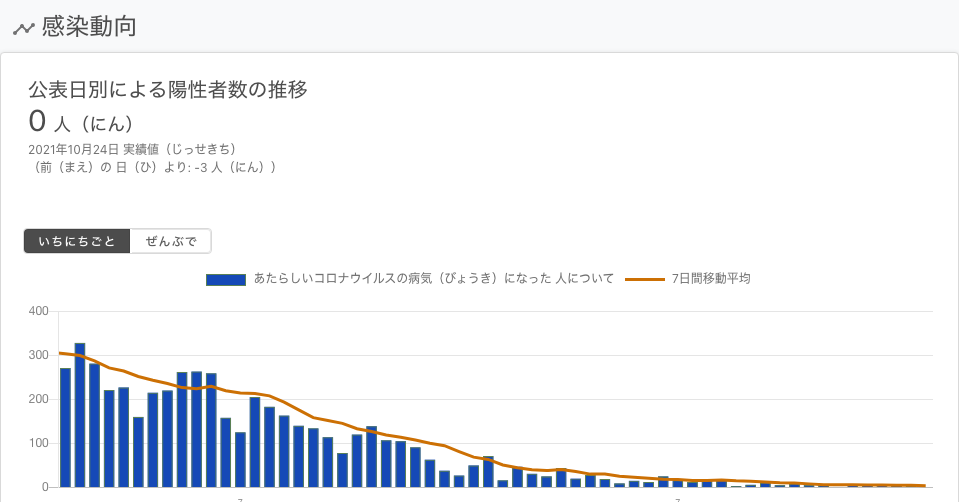 感染動向
公表日別による陽性者数の推移
0 人（にん）
2021年10月24日 実績値（じっせきち）
（前（まえ）の 日（ひ）より: -3 人（にん））
いちにちごと ぜんぶで
あたらしいコロナウイルスの病気（びょうき）になった 人について 7日間移動平均
400
300
200
100
0